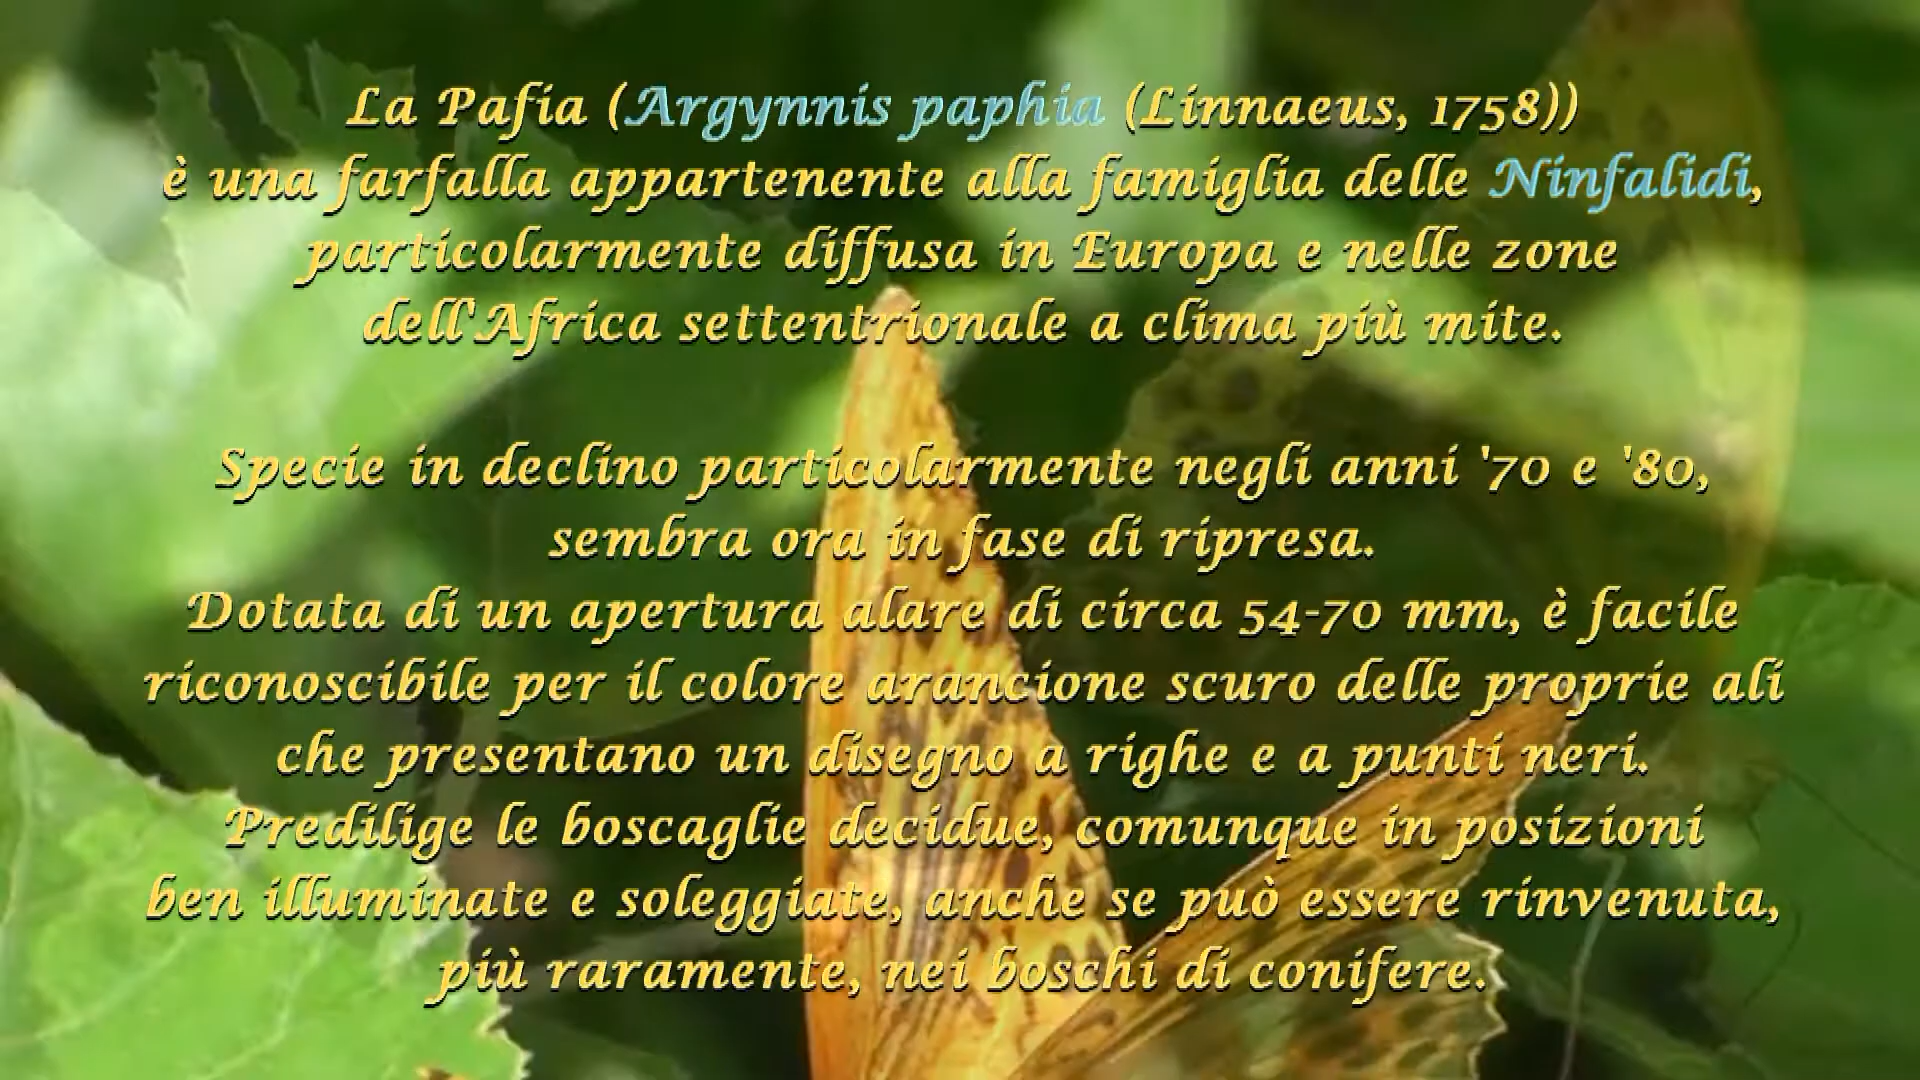 La Pafia (Argynnis paphia (Linnaeus, 1758))
è una farfalla appartenente alla famiglia delle Ninfalidi,
particolarmente diffusa in Europa e nelle zone
dell'Africa settentrionale a clima più mite.
Specie in declino particolarmente negli anni '70 e '80,
sembra ora in fase di ripresa.
Dotata di un apertura alare di circa 54-70 mm, è facile
riconoscibile per il colore arancione scuro delle proprie ali
che presentano un disegno a righe e a punti neri.
Predilige le boscaglie decidue, comunque in posizioni
ben illuminate e soleggiate, anche se può essere rinvenuta,
più raramente, nei boschi di conifere.